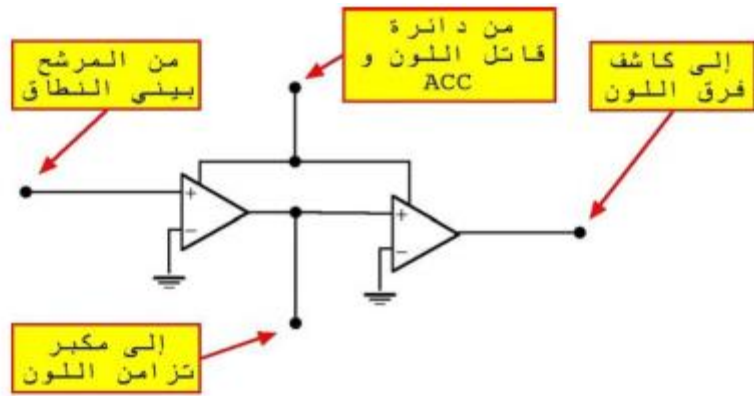 من دائرة
قاتل اللون و
ACC
من المرشح
بيني النطاق
إلى كاشف
فرق اللون
+
−
+
−
إلى مكبر
تزامن اللون